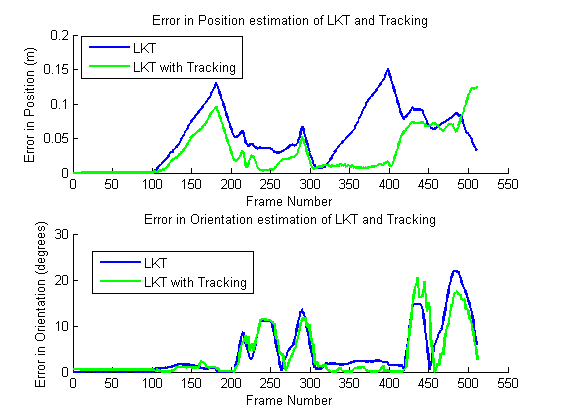 Error in Position estimation of LKT and Tracking
Error in Position (m)
0.2
0.15
0.1
0.05
0
LKT
LKT with Tracking
0 50 100 150 200 250 300 350 400 450 500 550
Frame Number
Error in Orientation estimation of LKT and Tracking
Error in Orientation (degrees)
30
20
10
0
LKT
LKT with Tracking
0 50 100 150 200 250 300 350 400 450 500 550
Frame Number